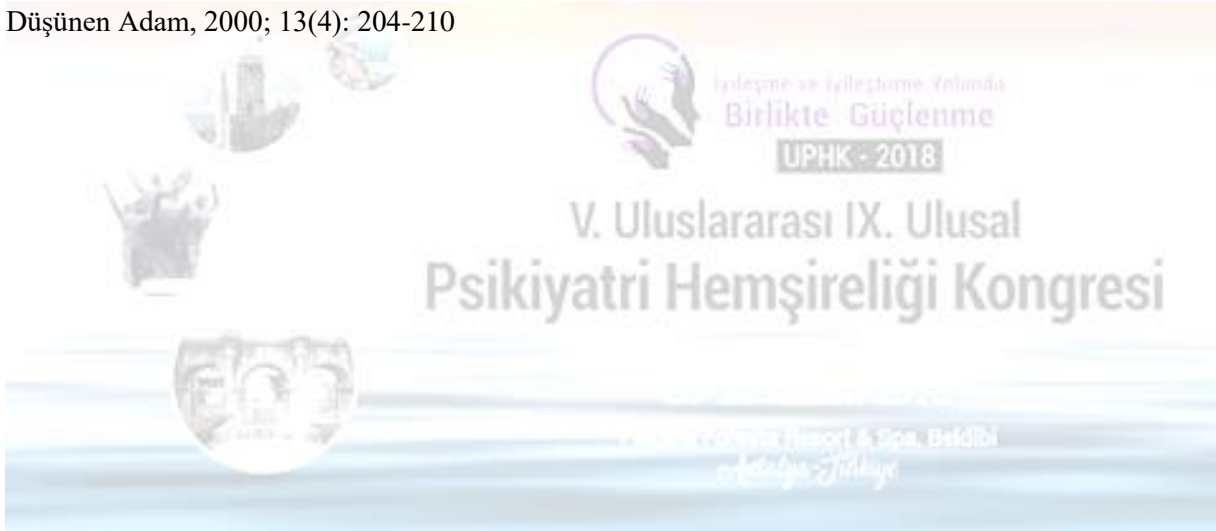 Düşünen Adam, 2000; 13(4): 204-210
İyileşme ve İyileştirme Yolunda
Birlikte Güçlenme
UPHK - 2018
V. Uluslararası IX. Ulusal
Psikiyatri Hemşireliği Kongresi
Resort & Spa, Beldibi
Antalya-Türkiye